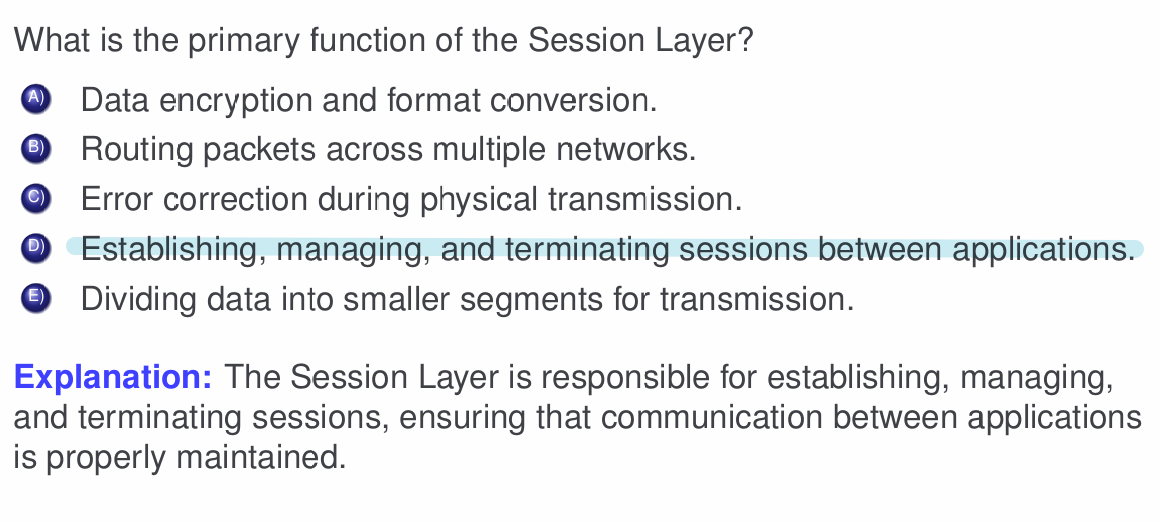 What is the primary function of the Session Layer?
A) Data encryption and format conversion.
B) Routing packets across multiple networks.
C) Error correction during physical transmission.
D) Establishing, managing, and terminating sessions between applications.
E) Dividing data into smaller segments for transmission.
Explanation: The Session Layer is responsible for establishing, managing,
and terminating sessions, ensuring that communication between applications
is properly maintained.